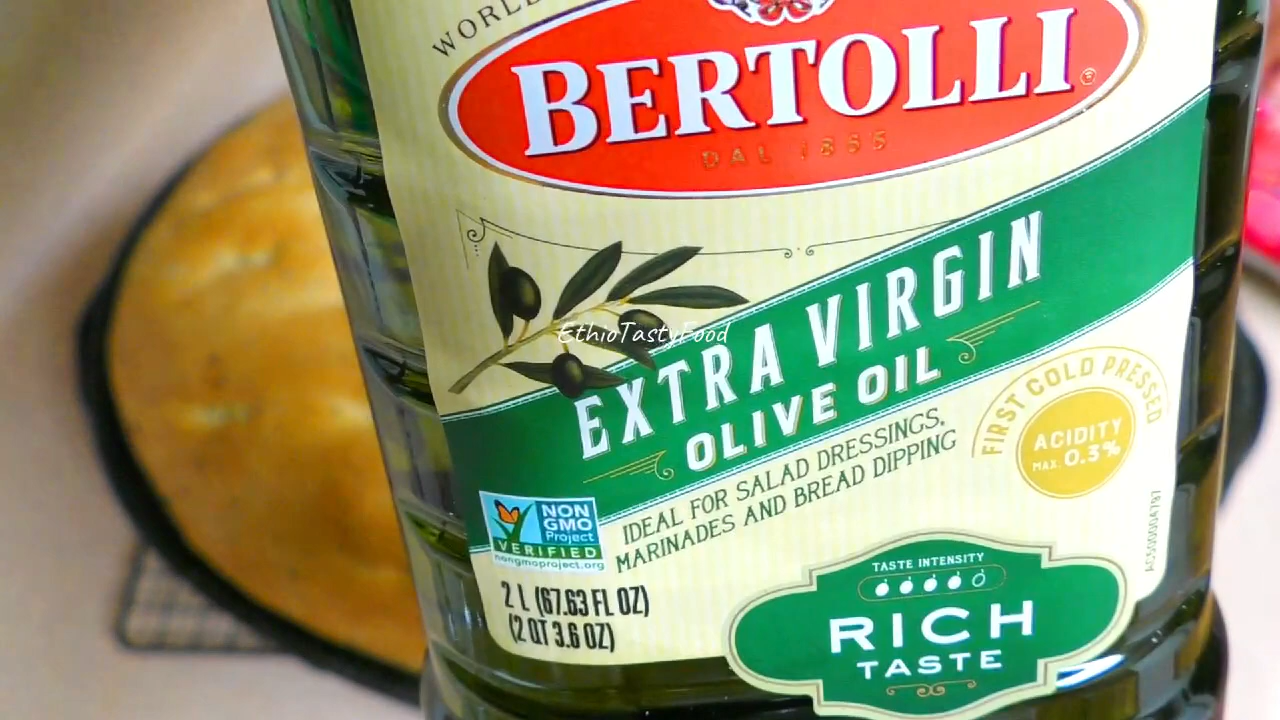 BERTOLLI
DAL 1865
EthioTastyFood
EXTRA VIRGIN
OLIVE OIL
IDEAL FOR SALAD DRESSINGS,
MARINADES AND BREAD DIPPING
FIRST COLD PRESSED
ACIDITY
MAX. 0.3%
NON
GMO
Project
VERIFIED
nongmoproject.org
2 L (67.63 FL OZ)
(2 QT 3.6 OZ)
TASTE INTENSITY
RICH
TASTE